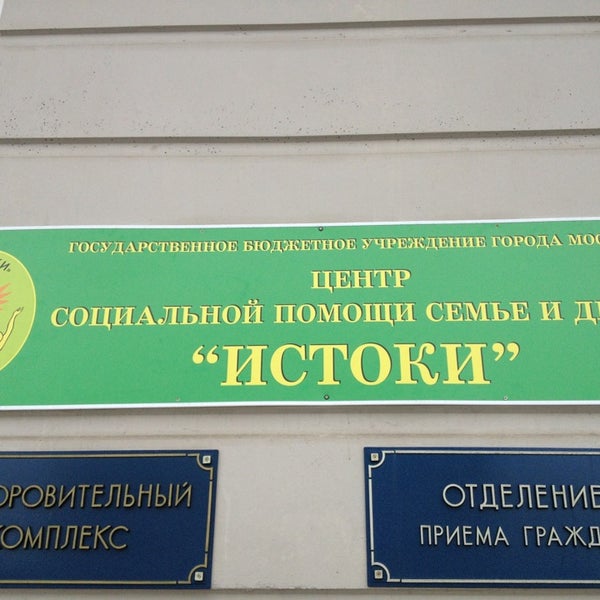 ГОСУДАРСТВЕННОЕ БЮДЖЕТНОЕ УЧРЕЖДЕНИЕ ГОРОДА
ЦЕНТР
СОЦИАЛЬНОЙ ПОМОЩИ СЕМЬЕ И
“ИСТОКИ”
КОМПЛЕКС
ОТДЕЛЕНИЕ
ПРИЕМА